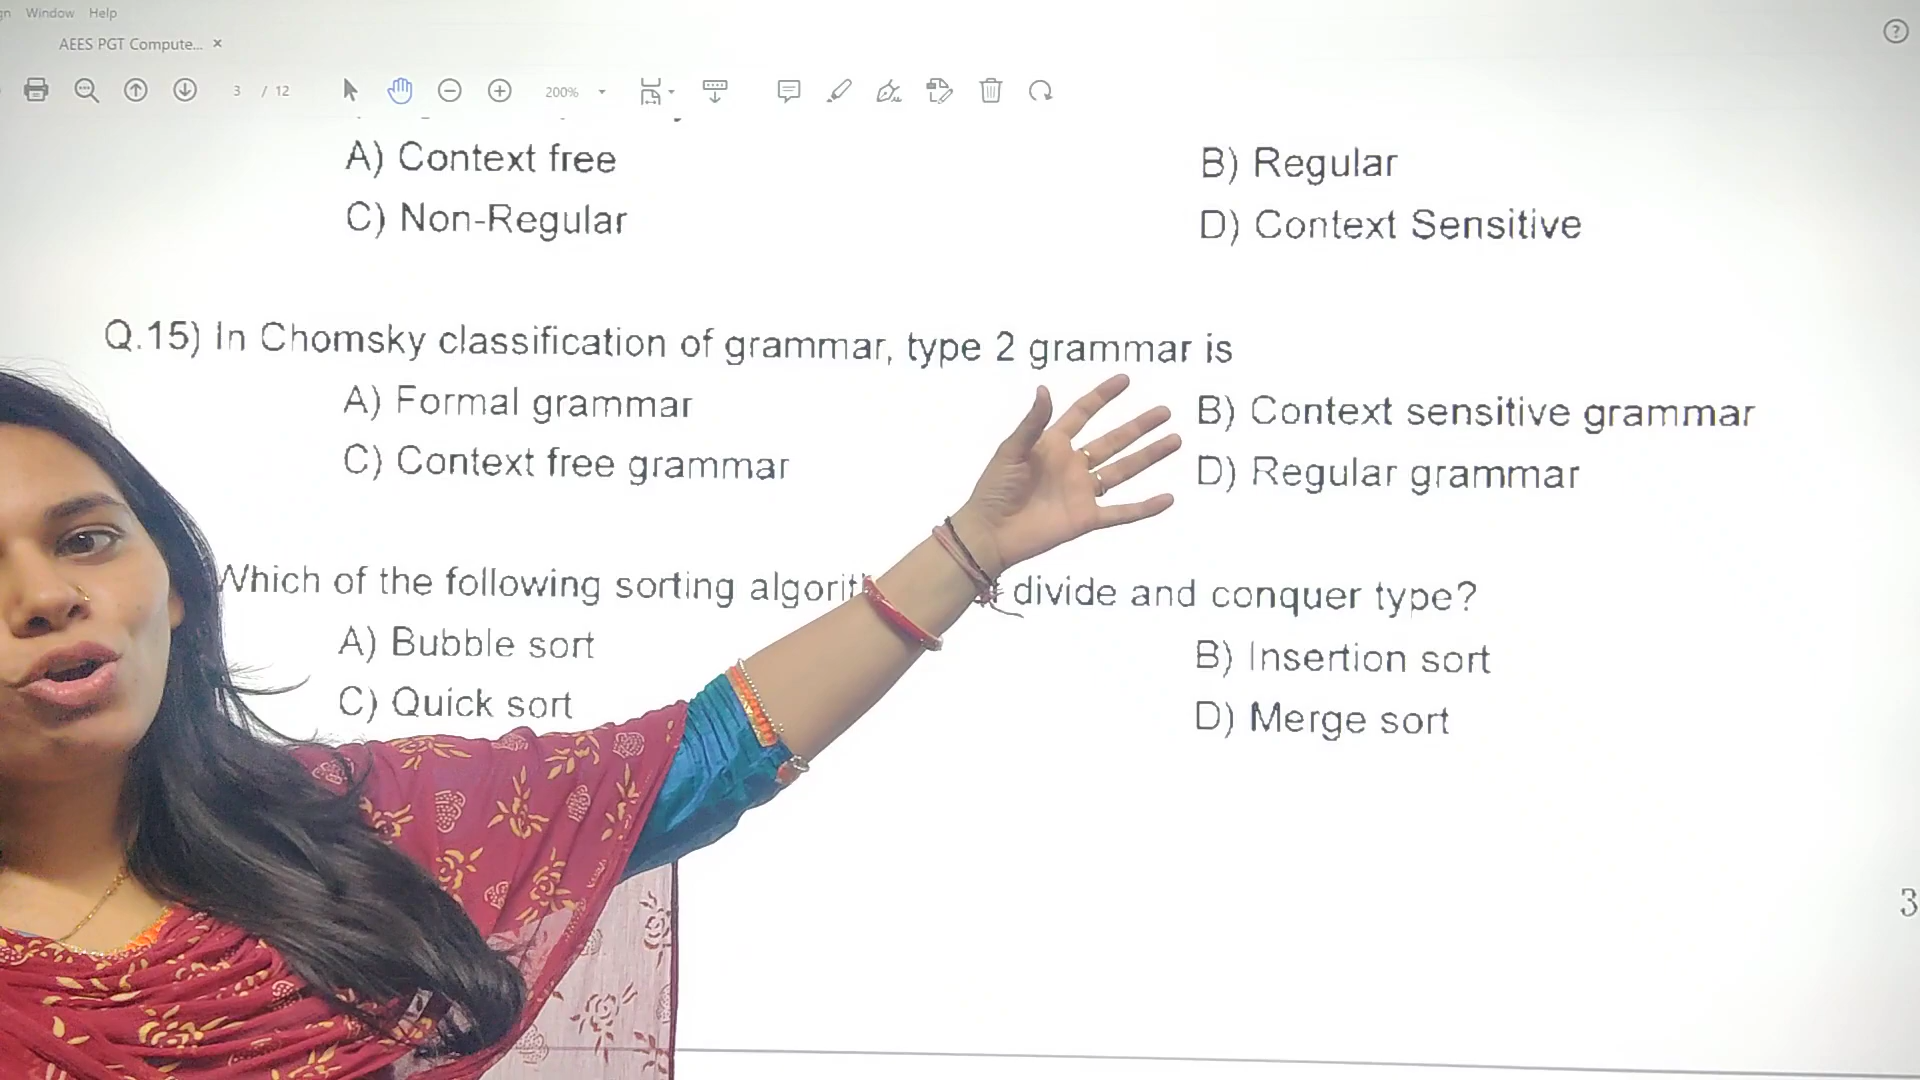 Window Help
AEES PGT Compute...
3 / 12 200%
A) Context free B) Regular
C) Non-Regular D) Context Sensitive
Q.15) In Chomsky classification of grammar, type 2 grammar is
A) Formal grammar B) Context sensitive grammar
C) Context free grammar D) Regular grammar
Which of the following sorting algorit divide and conquer type?
A) Bubble sort B) Insertion sort
C) Quick sort D) Merge sort
3